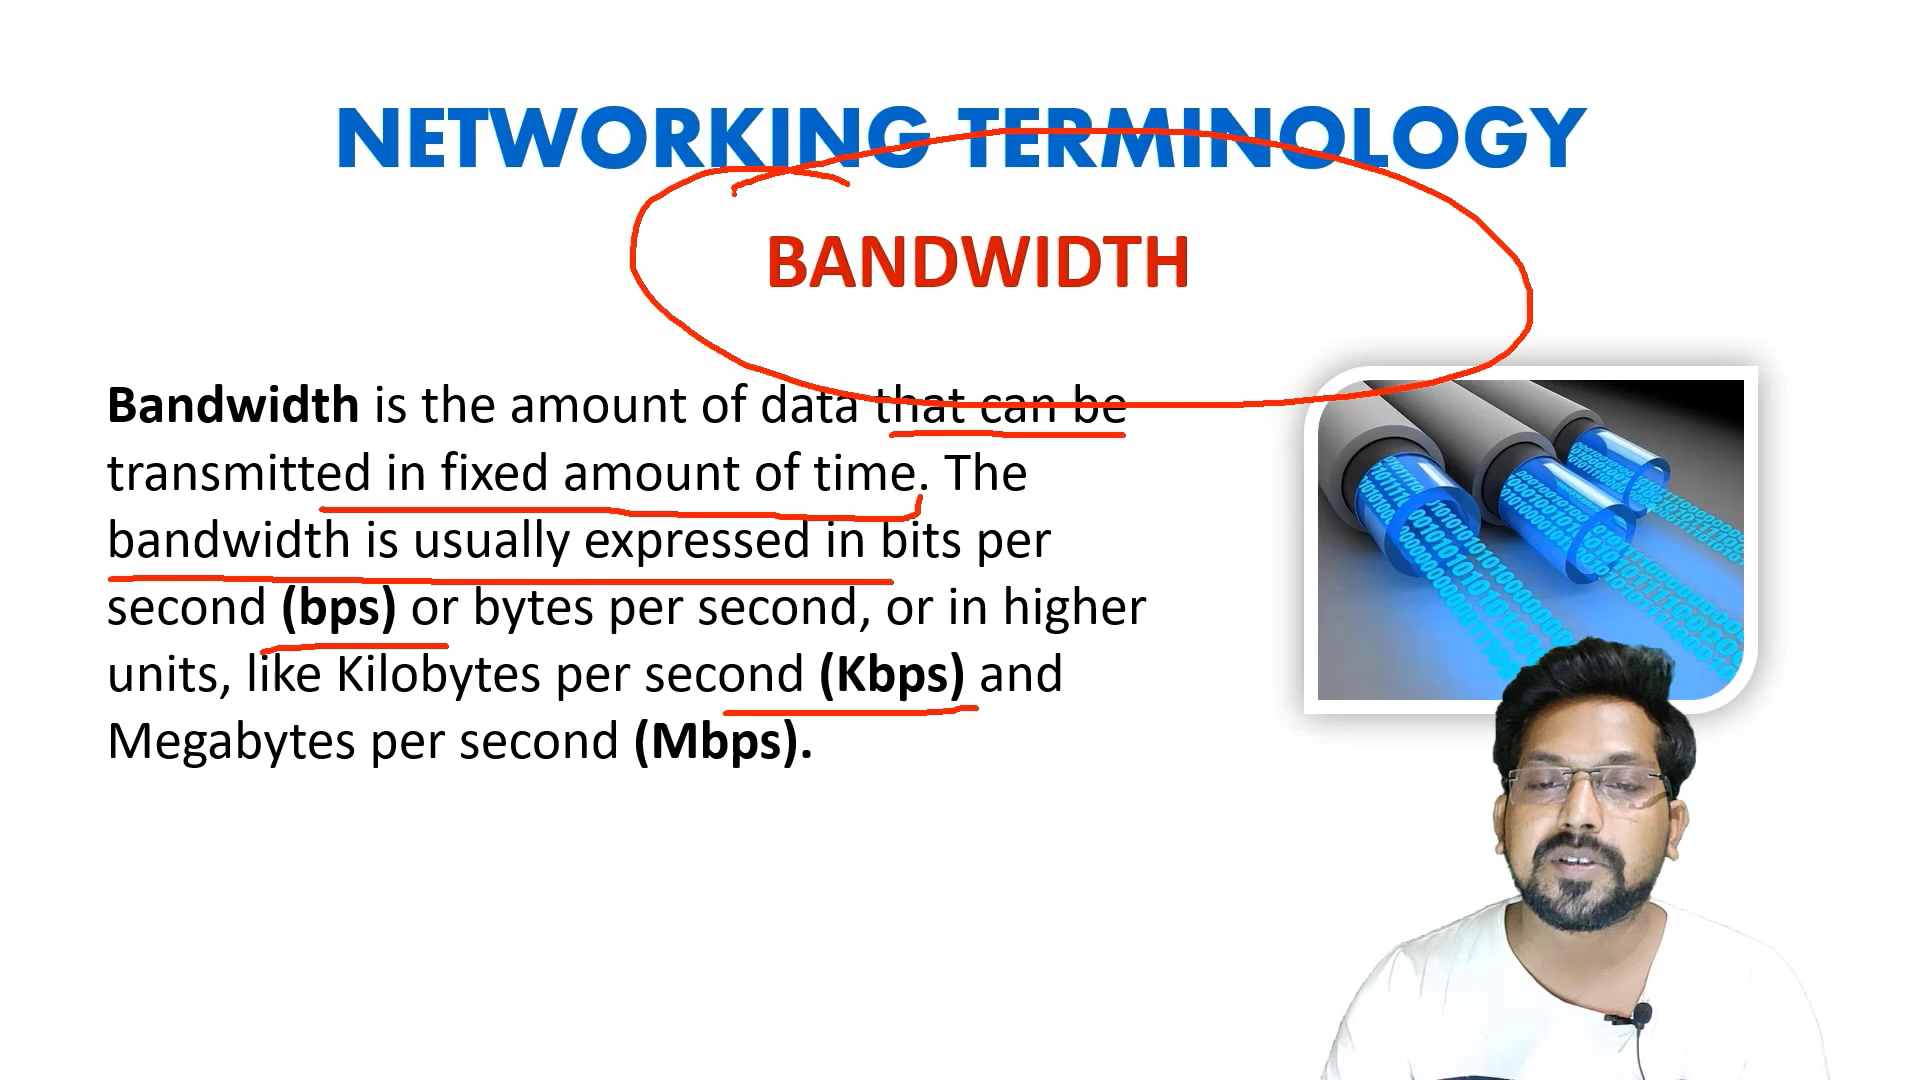 NETWORKING TERMINOLOGY
BANDWIDTH
Bandwidth is the amount of data that can be
transmitted in fixed amount of time. The
bandwidth is usually expressed in bits per
second (bps) or bytes per second, or in higher
units, like Kilobytes per second (Kbps) and
Megabytes per second (Mbps).